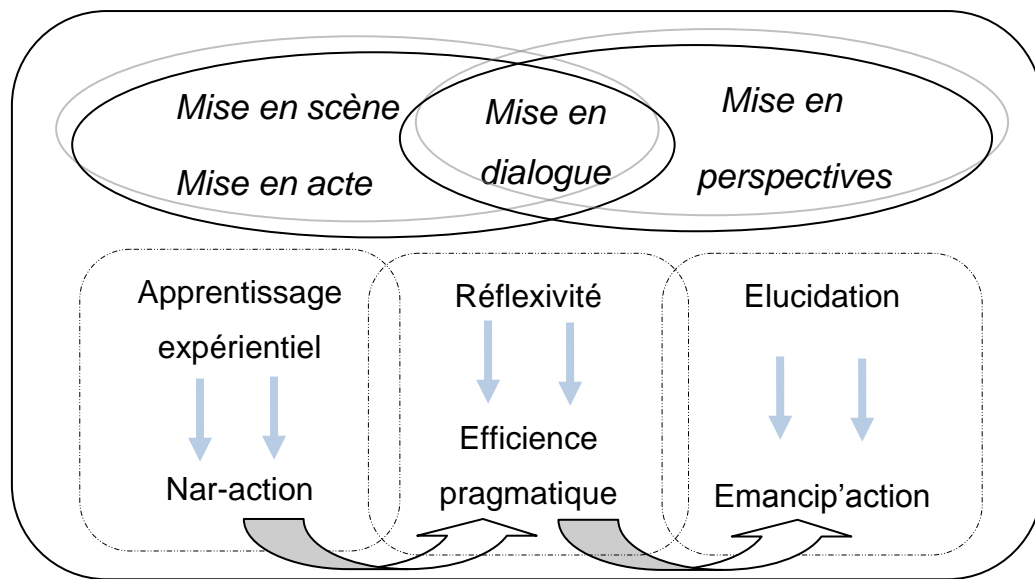 Mise en scène
Mise en acte
Mise en
dialogue
Mise en
perspectives
Apprentissage
expérientiel
Nar-action
Réflexivité
Efficience
pragmatique
Elucidation
Emancip’action